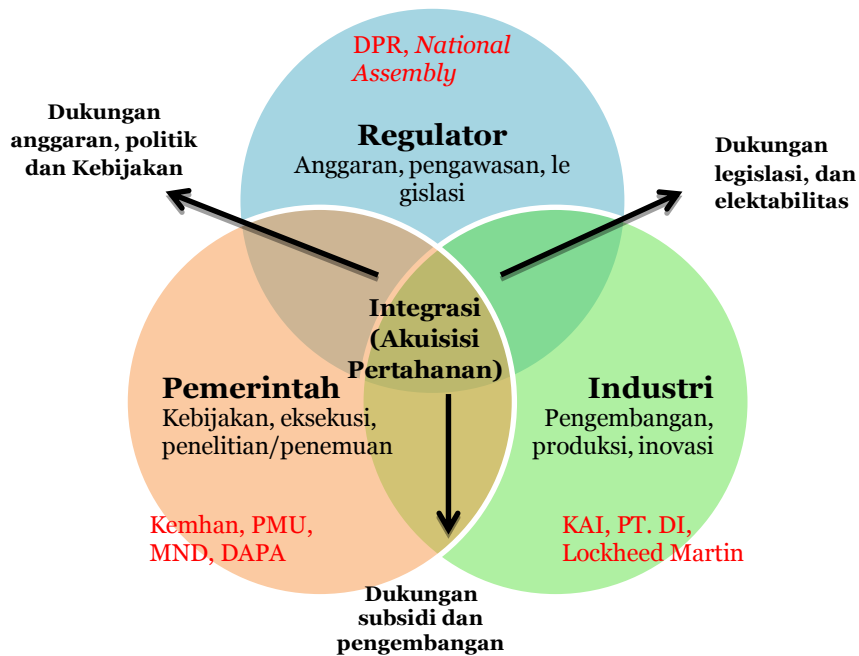 DPR, National
Assembly
Dukungan
anggaran, politik
dan Kebijakan
Regulator
Anggaran, pengawasan, le
gislasi
Dukungan
legislasi, dan
elektabilitas
Integrasi
(Akuisisi
Pertahanan)
Pemerintah
Kebijakan, eksekusi,
penelitian/penemuan
Industri
Pengembangan,
produksi, inovasi
Kemhan, PMU,
MND, DAPA
KAI, PT. DI,
Lockheed Martin
Dukungan
subsidi dan
pengembangan